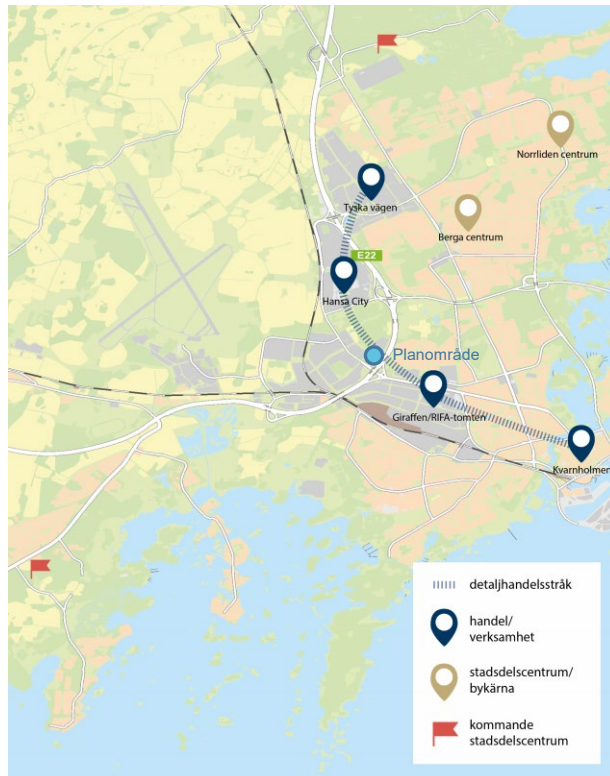 Norrliden centrum
Tyska vägen
Berga centrum
E22
Hansa City
Planområde
Giraffen/RIFA-tomten
Kvarnholmen
detaljhandelsstråk
handel/
verksamhet
stadsdelscentrum/
bykärna
kommande
stadsdelscentrum